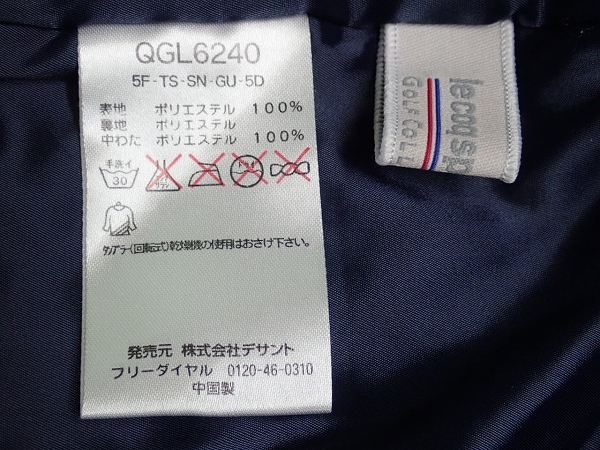 QGL6240
5F-TS-SN-GU-5D
表地 ポリエステル 100%
裏地 ポリエステル
中わた ポリエステル 100%
手洗イ
30
タンブラー(回転式)乾燥機の使用はおさけ下さい。
発売元 株式会社デサント
フリーダイヤル 0120-46-0310
中国製
le coq sp
GOLF COLL